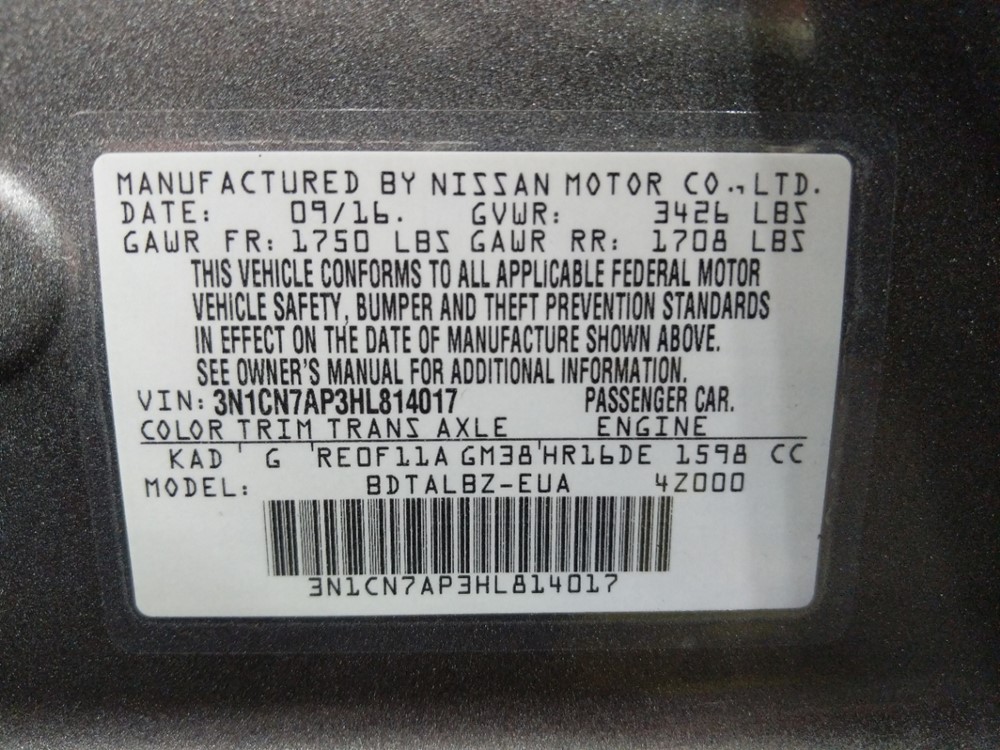 MANUFACTURED BY NISSAN MOTOR CO., LTD.
DATE: 09/16. GVWR: 3426 LBS
GAWR FR: 1750 LBS GAWR RR: 1708 LBS
THIS VEHICLE CONFORMS TO ALL APPLICABLE FEDERAL MOTOR
VEHICLE SAFETY, BUMPER AND THEFT PREVENTION STANDARDS
IN EFFECT ON THE DATE OF MANUFACTURE SHOWN ABOVE.
SEE OWNER'S MANUAL FOR ADDITIONAL INFORMATION.
VIN: 3N1CN7AP3HL814017 PASSENGER CAR.
COLOR TRIM TRANS AXLE ENGINE
KAD G RE0F11A GM38 HR16DE 1598 CC
MODEL: BDTALBZ-EUA 4Z000
3N1CN7AP3HL814017